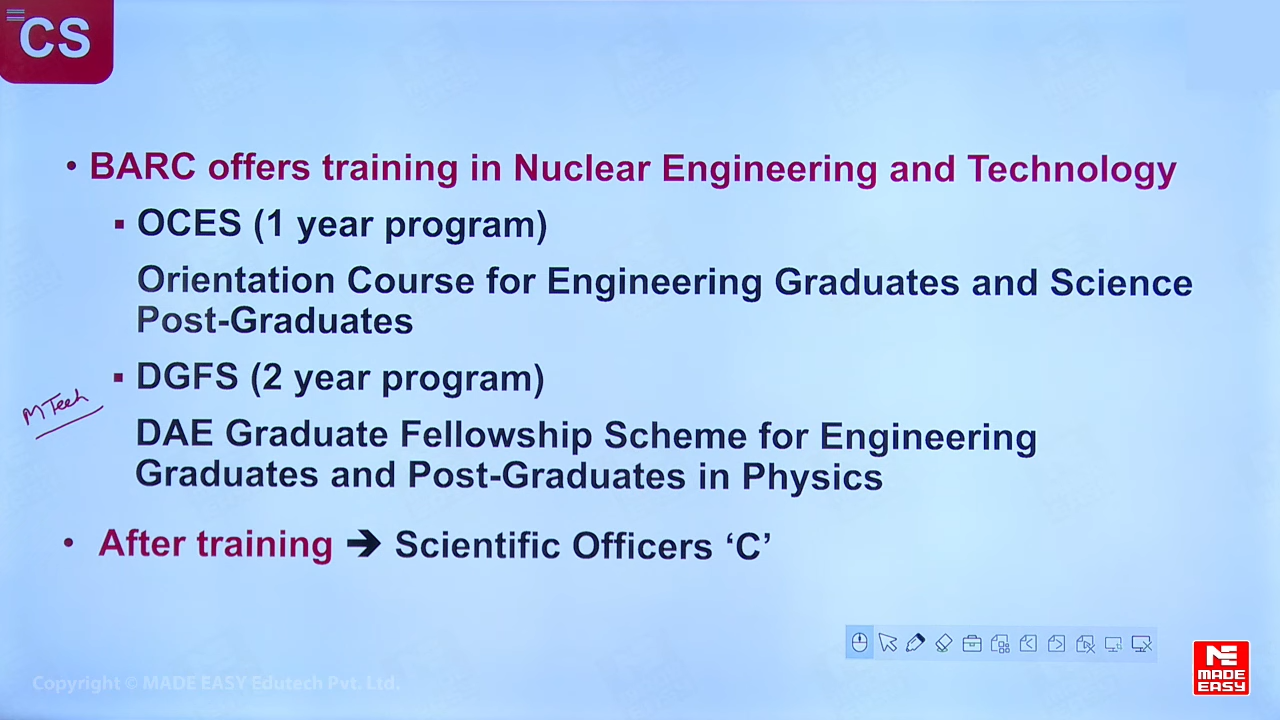 CS
• BARC offers training in Nuclear Engineering and Technology
▪ OCES (1 year program)
Orientation Course for Engineering Graduates and Science
Post-Graduates
▪ DGFS (2 year program)
MTech
DAE Graduate Fellowship Scheme for Engineering
Graduates and Post-Graduates in Physics
• After training ➔ Scientific Officers ‘C’
Copyright © MADE EASY Edutech Pvt. Ltd.
ME
MADE
EASY